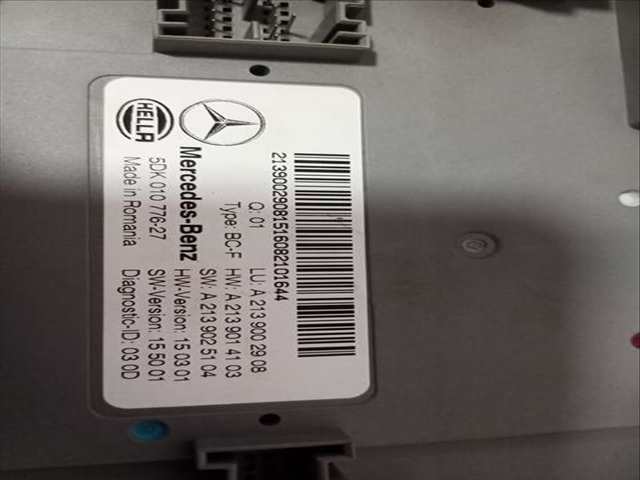 21390029081516082101644
Q: 01 LU: A 213 900 29 08
Type: BC-F HW: A 213 901 41 03
Mercedes-Benz SW: A 213 902 51 04
HW-Version: 15 03 01
HELLA 5DK 010 776-27 SW-Version: 15 50 01
Made in Romania Diagnostic-ID: 03 0D